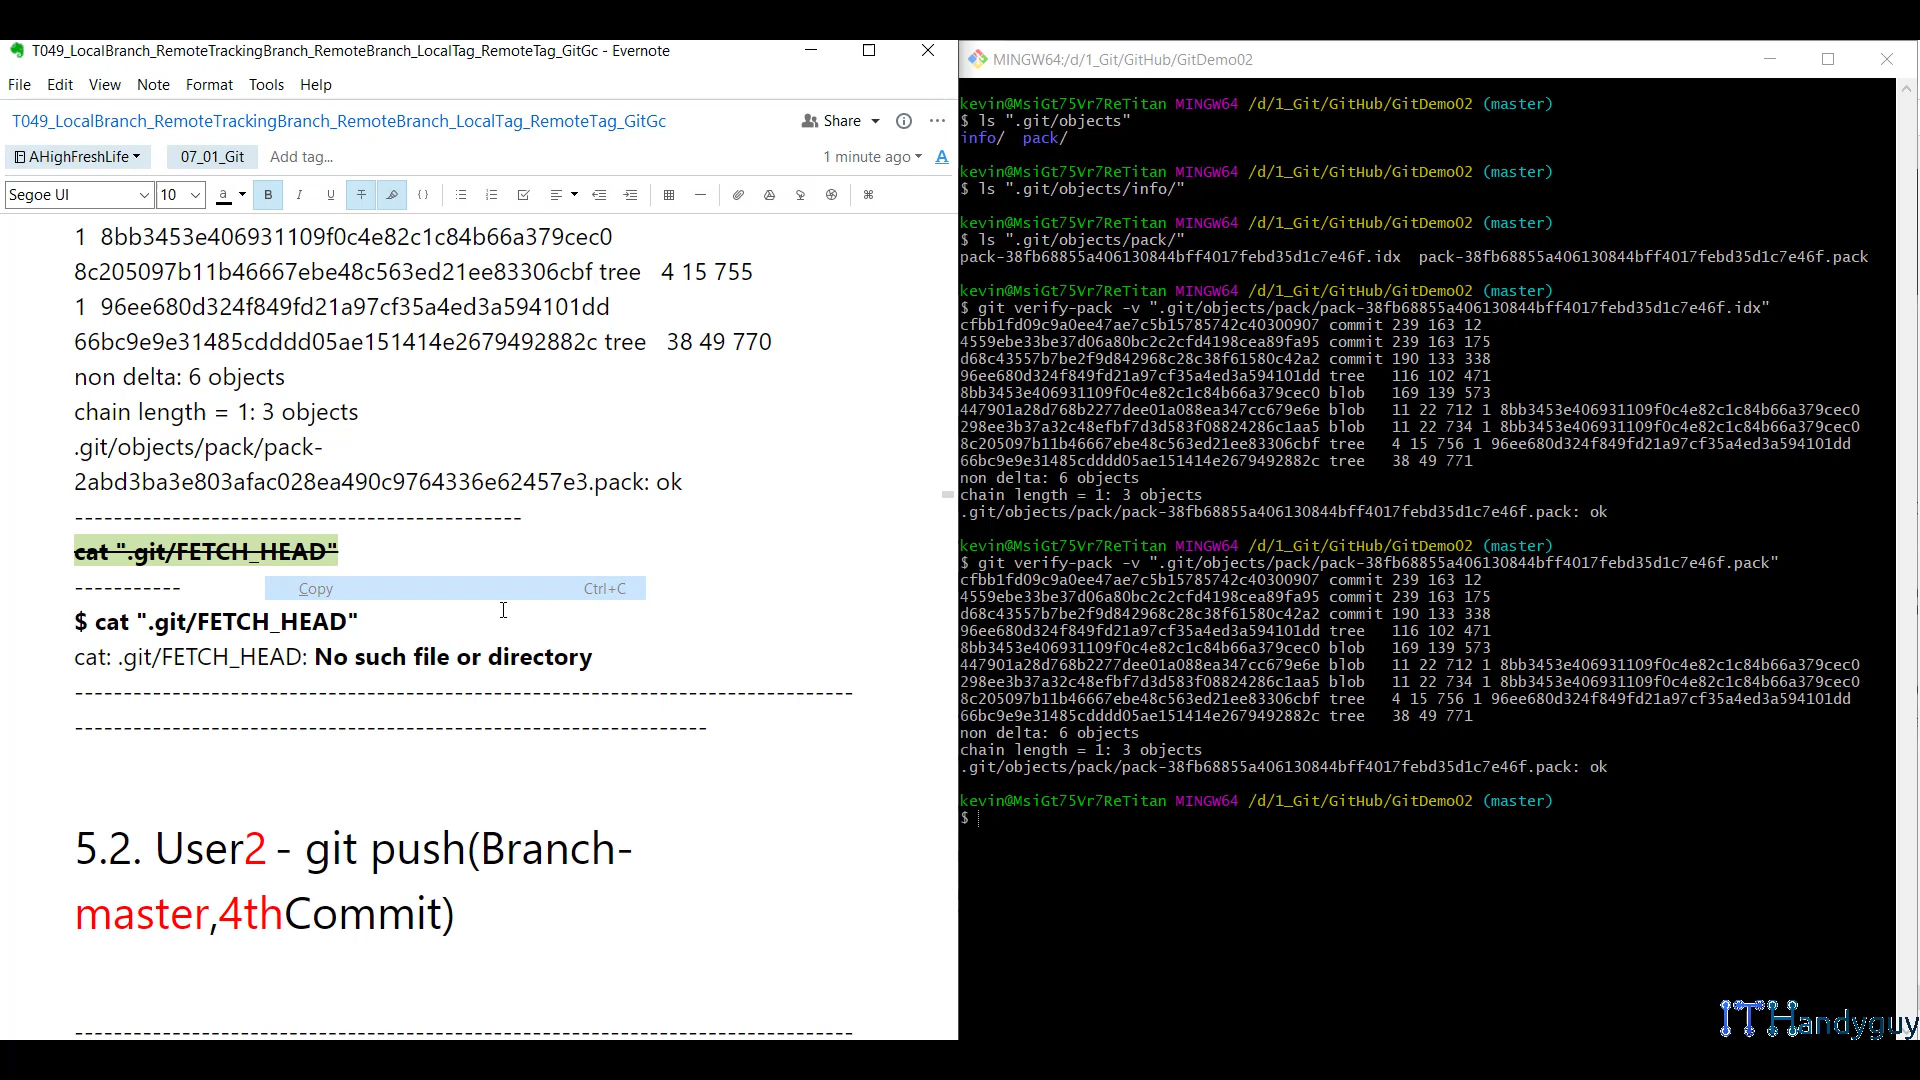 T049_LocalBranch_RemoteTrackingBranch_RemoteBranch_LocalTag_RemoteTag_GitGc - Evernote
File Edit View Note Format Tools Help
T049_LocalBranch_RemoteTrackingBranch_RemoteBranch_LocalTag_RemoteTag_GitGc
Share
AHighFreshLife 07_01_Git Add tag... 1 minute ago
Segoe UI 10
1 8bb3453e406931109f0c4e82c1c84b66a379cec0
8c205097b11b46667ebe48c563ed21ee83306cbf tree 4 15 755
1 96ee680d324f849fd21a97cf35a4ed3a594101dd
66bc9e9e31485cdddd05ae151414e2679492882c tree 38 49 770
non delta: 6 objects
chain length = 1: 3 objects
.git/objects/pack/pack-
2abd3ba3e803afac028ea490c9764336e62457e3.pack: ok
----------------------------------------------
cat ".git/FETCH_HEAD"
-----------
Copy Ctrl+C
$ cat ".git/FETCH_HEAD"
cat: .git/FETCH_HEAD: No such file or directory
--------------------------------------------------------------------------------
-----------------------------------------------------------------
5.2. User2 - git push(Branch-
master,4thCommit)
--------------------------------------------------------------------------------
MINGW64:/d/1_Git/GitHub/GitDemo02
kevin@MsiGt75Vr7ReTitan MINGW64 /d/1_Git/GitHub/GitDemo02 (master)
$ ls ".git/objects"
info/ pack/
kevin@MsiGt75Vr7ReTitan MINGW64 /d/1_Git/GitHub/GitDemo02 (master)
$ ls ".git/objects/info/"
kevin@MsiGt75Vr7ReTitan MINGW64 /d/1_Git/GitHub/GitDemo02 (master)
$ ls ".git/objects/pack/"
pack-38fb68855a406130844bff4017febd35d1c7e46f.idx pack-38fb68855a406130844bff4017febd35d1c7e46f.pack
kevin@MsiGt75Vr7ReTitan MINGW64 /d/1_Git/GitHub/GitDemo02 (master)
$ git verify-pack -v ".git/objects/pack/pack-38fb68855a406130844bff4017febd35d1c7e46f.idx"
cfbb1fd09c9a0ee47ae7c5b15785742c40300907 commit 239 163 12
4559ebe33be37d06a80bc2c2cfd4198cea89fa95 commit 239 163 175
d68c43557b7be2f9d842968c28c38f61580c42a2 commit 190 133 338
96ee680d324f849fd21a97cf35a4ed3a594101dd tree 116 102 471
8bb3453e406931109f0c4e82c1c84b66a379cec0 blob 169 139 573
447901a28d768b2277dee01a088ea347cc679e6e blob 11 22 712 1 8bb3453e406931109f0c4e82c1c84b66a379cec0
298ee3b37a32c48efbf7d3d583f08824286c1aa5 blob 11 22 734 1 8bb3453e406931109f0c4e82c1c84b66a379cec0
8c205097b11b46667ebe48c563ed21ee83306cbf tree 4 15 756 1 96ee680d324f849fd21a97cf35a4ed3a594101dd
66bc9e9e31485cdddd05ae151414e2679492882c tree 38 49 771
non delta: 6 objects
chain length = 1: 3 objects
.git/objects/pack/pack-38fb68855a406130844bff4017febd35d1c7e46f.pack: ok
kevin@MsiGt75Vr7ReTitan MINGW64 /d/1_Git/GitHub/GitDemo02 (master)
$ git verify-pack -v ".git/objects/pack/pack-38fb68855a406130844bff4017febd35d1c7e46f.pack"
cfbb1fd09c9a0ee47ae7c5b15785742c40300907 commit 239 163 12
4559ebe33be37d06a80bc2c2cfd4198cea89fa95 commit 239 163 175
d68c43557b7be2f9d842968c28c38f61580c42a2 commit 190 133 338
96ee680d324f849fd21a97cf35a4ed3a594101dd tree 116 102 471
8bb3453e406931109f0c4e82c1c84b66a379cec0 blob 169 139 573
447901a28d768b2277dee01a088ea347cc679e6e blob 11 22 712 1 8bb3453e406931109f0c4e82c1c84b66a379cec0
298ee3b37a32c48efbf7d3d583f08824286c1aa5 blob 11 22 734 1 8bb3453e406931109f0c4e82c1c84b66a379cec0
8c205097b11b46667ebe48c563ed21ee83306cbf tree 4 15 756 1 96ee680d324f849fd21a97cf35a4ed3a594101dd
66bc9e9e31485cdddd05ae151414e2679492882c tree 38 49 771
non delta: 6 objects
chain length = 1: 3 objects
.git/objects/pack/pack-38fb68855a406130844bff4017febd35d1c7e46f.pack: ok
kevin@MsiGt75Vr7ReTitan MINGW64 /d/1_Git/GitHub/GitDemo02 (master)
$
ITHandyguy